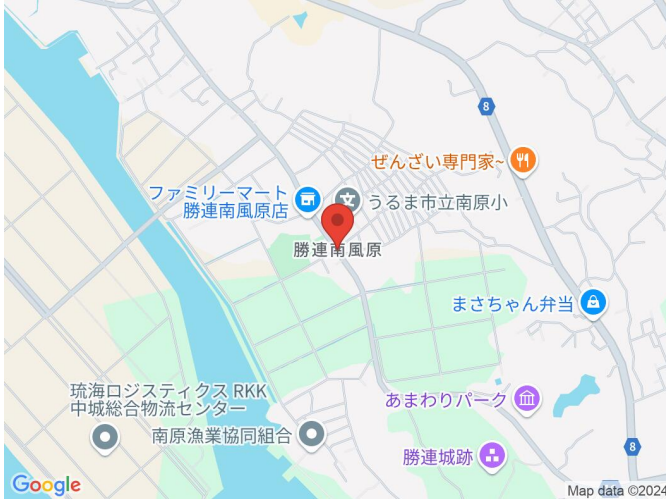 8
ぜんざい専門家~
ファミリーマート
勝連南風原店
うるま市立南原小
勝連南風原
まさちゃん弁当
琉海ロジスティクス RKK
中城総合物流センター
あまわりパーク
南原漁業協同組合
勝連城跡
8
Google
Map data ©2024